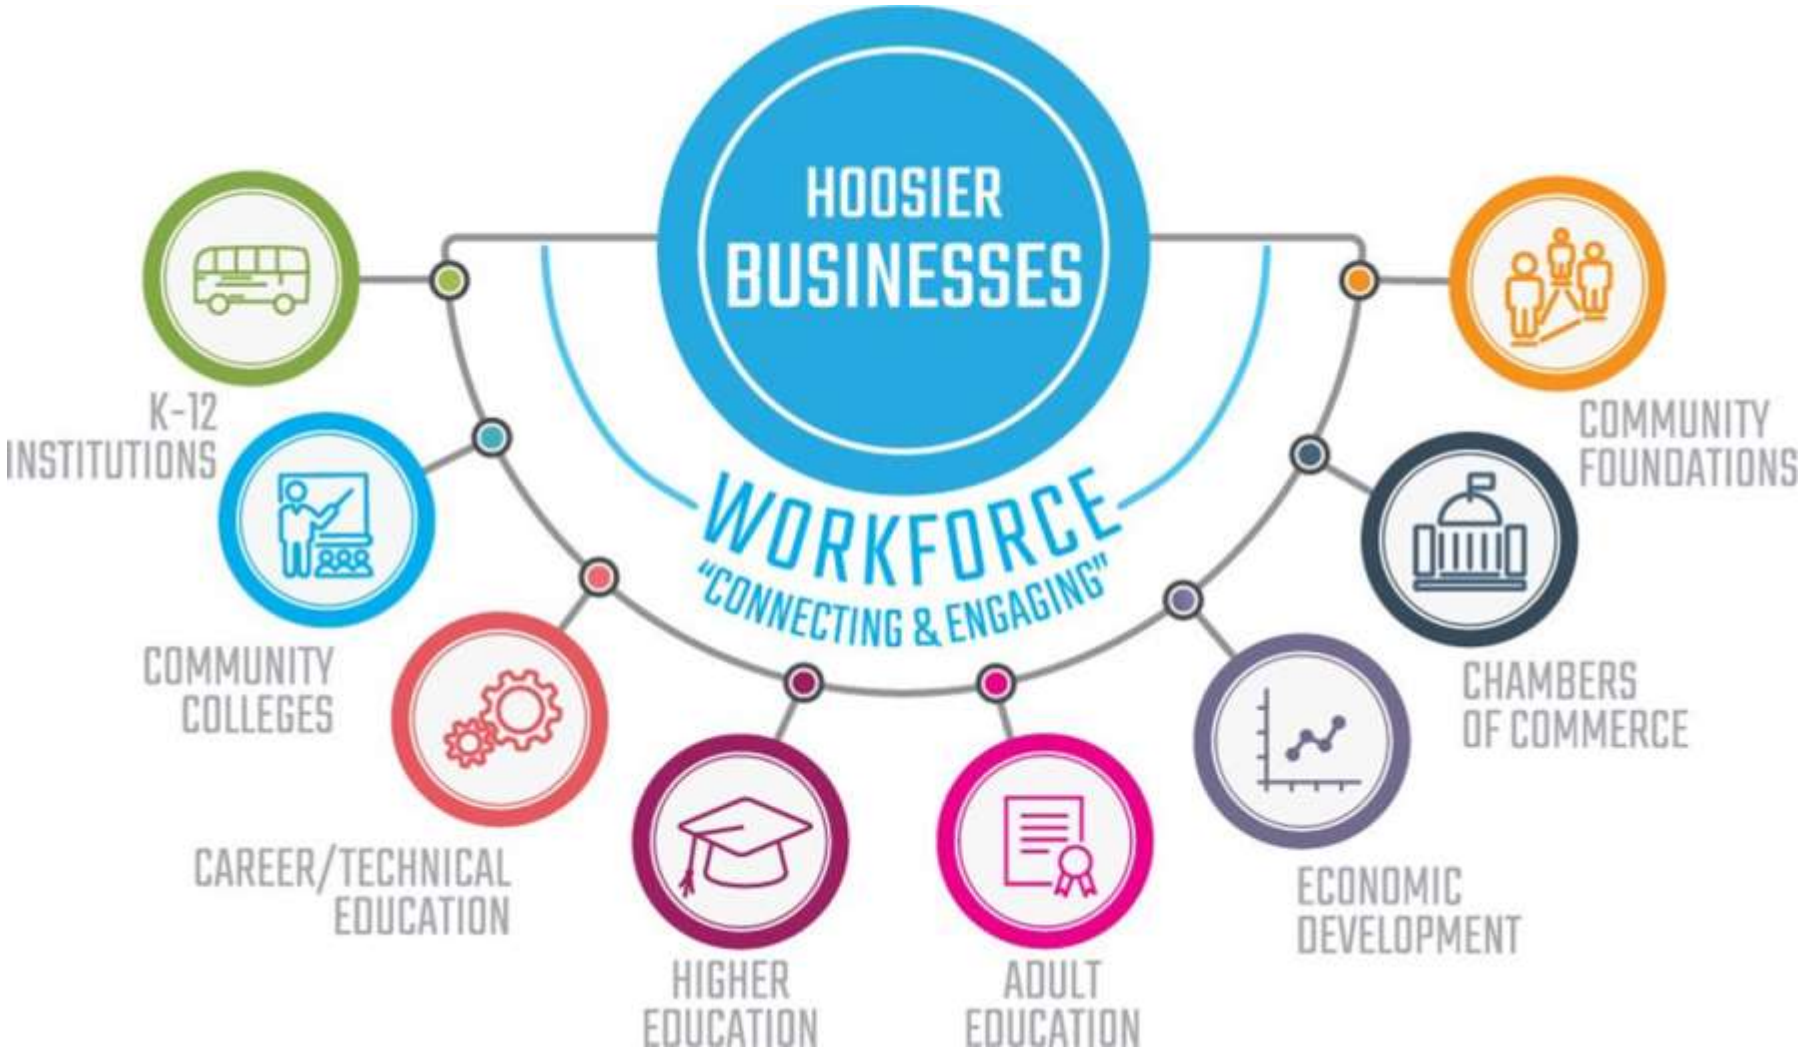 HOOSIER
BUSINESSES
WORKFORCE
“CONNECTING & ENGAGING”
K-12
INSTITUTIONS
COMMUNITY
COLLEGES
CAREER/TECHNICAL
EDUCATION
HIGHER
EDUCATION
ADULT
EDUCATION
ECONOMIC
DEVELOPMENT
CHAMBERS
OF COMMERCE
COMMUNITY
FOUNDATIONS